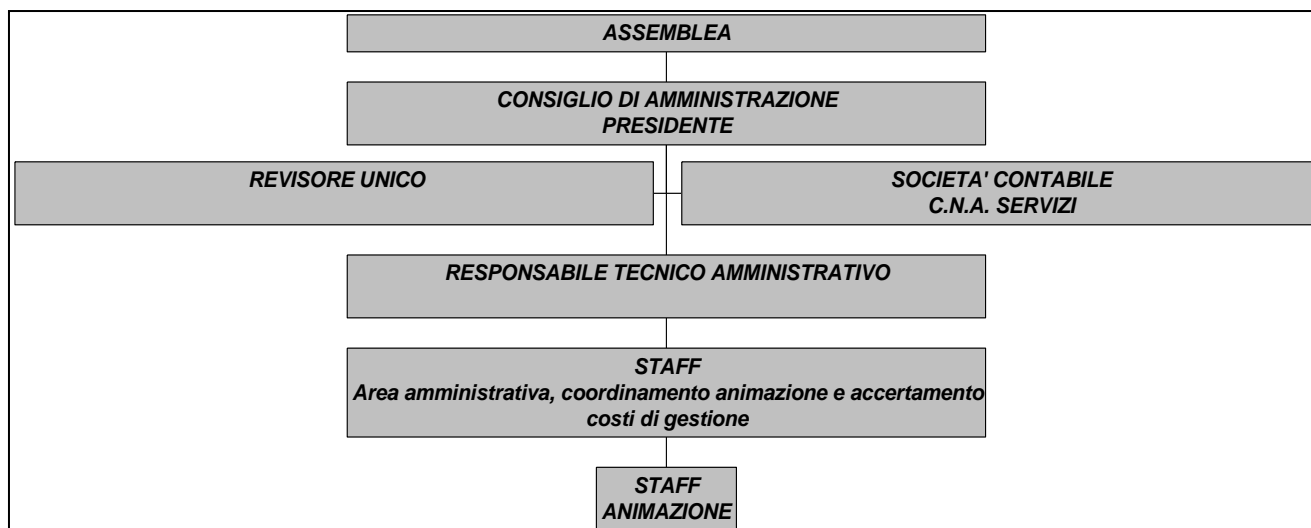 ASSEMBLEA
CONSIGLIO DI AMMINISTRAZIONE
PRESIDENTE
REVISORE UNICO
SOCIETA' CONTABILE
C.N.A. SERVIZI
RESPONSABILE TECNICO AMMINISTRATIVO
STAFF
Area amministrativa, coordinamento animazione e accertamento
costi di gestione
STAFF
ANIMAZIONE